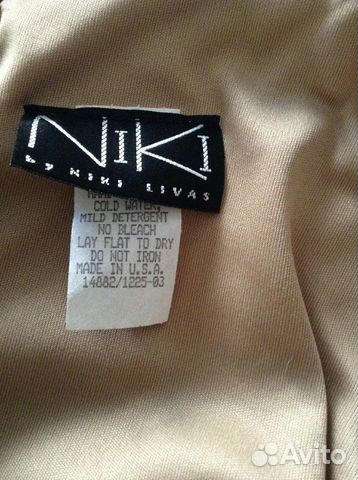 NIKI
by NIKI LIVAS
COLD WATER,
MILD DETERGENT
NO BLEACH
LAY FLAT TO DRY
DO NOT IRON
MADE IN U.S.A.
14882/1225-03
Avito